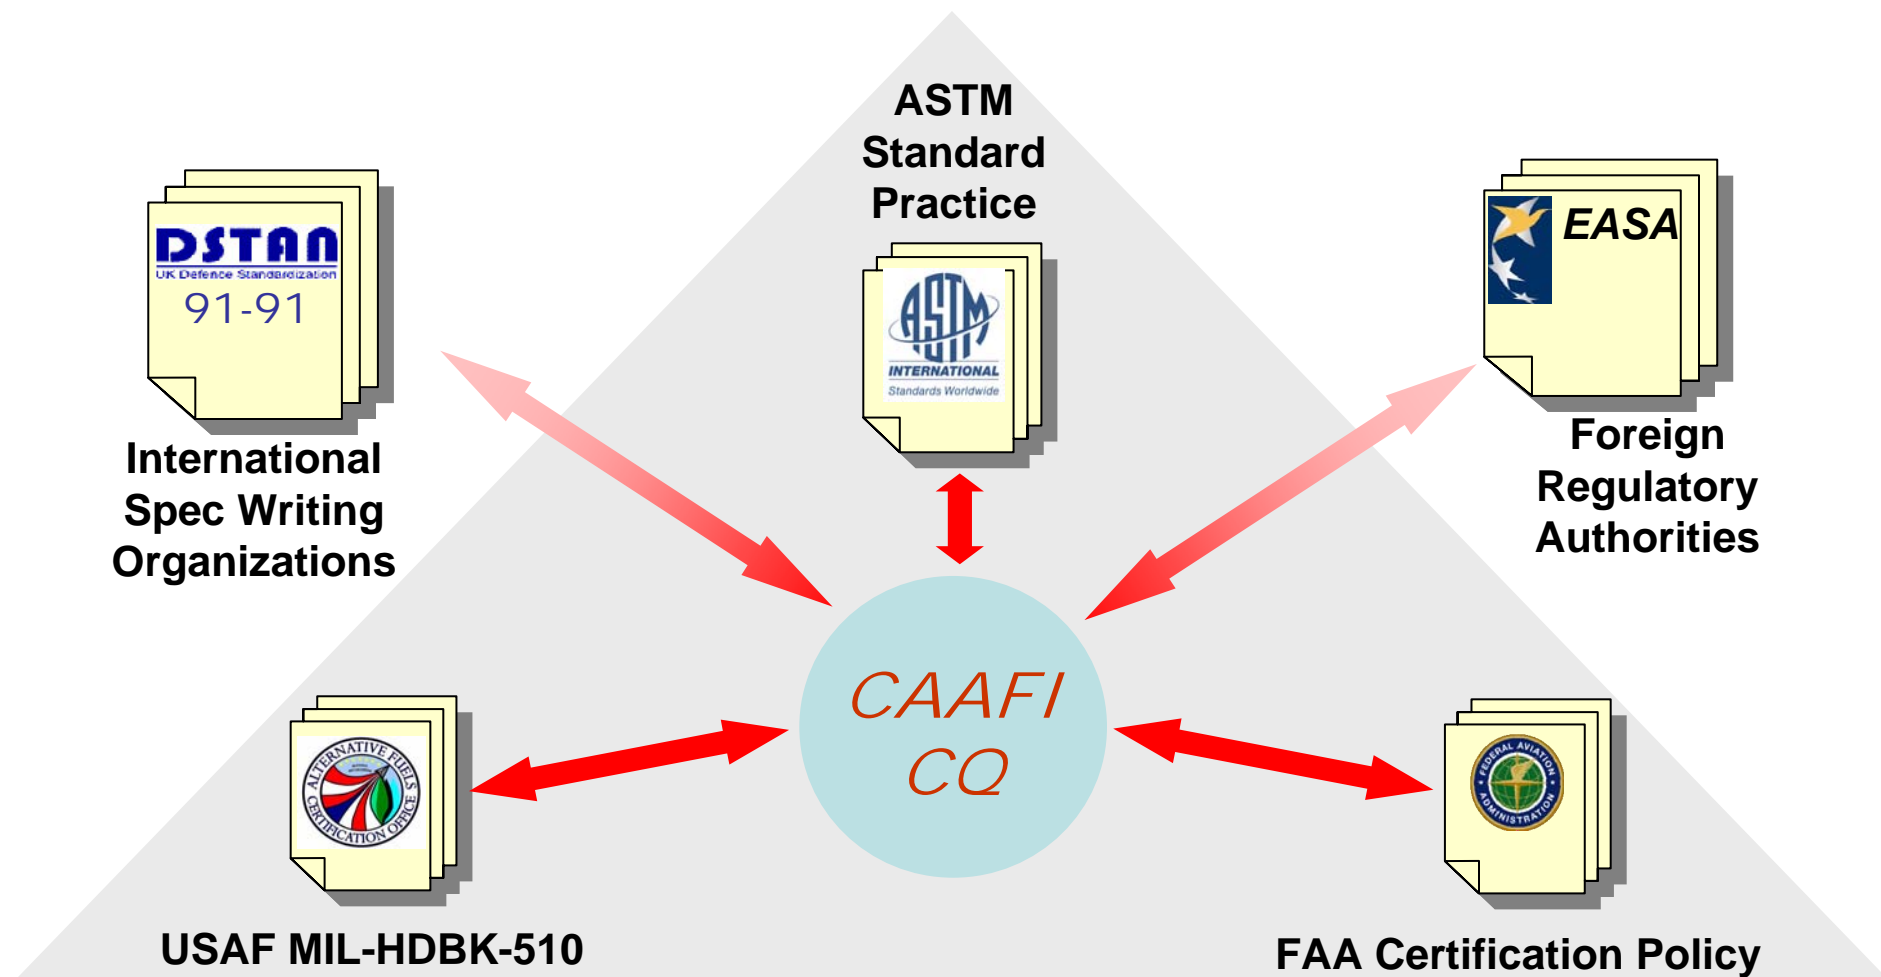 ASTM
Standard
Practice
DSTAN
UK Defence Standardization
91-91
ASTM
INTERNATIONAL
Standards Worldwide
EASA
International
Spec Writing
Organizations
Foreign
Regulatory
Authorities
CAAFI
CQ
ALTERNATIVE FUELS
CERTIFICATION OFFICE
FEDERAL AVIATION
ADMINISTRATION
USAF MIL-HDBK-510
FAA Certification Policy